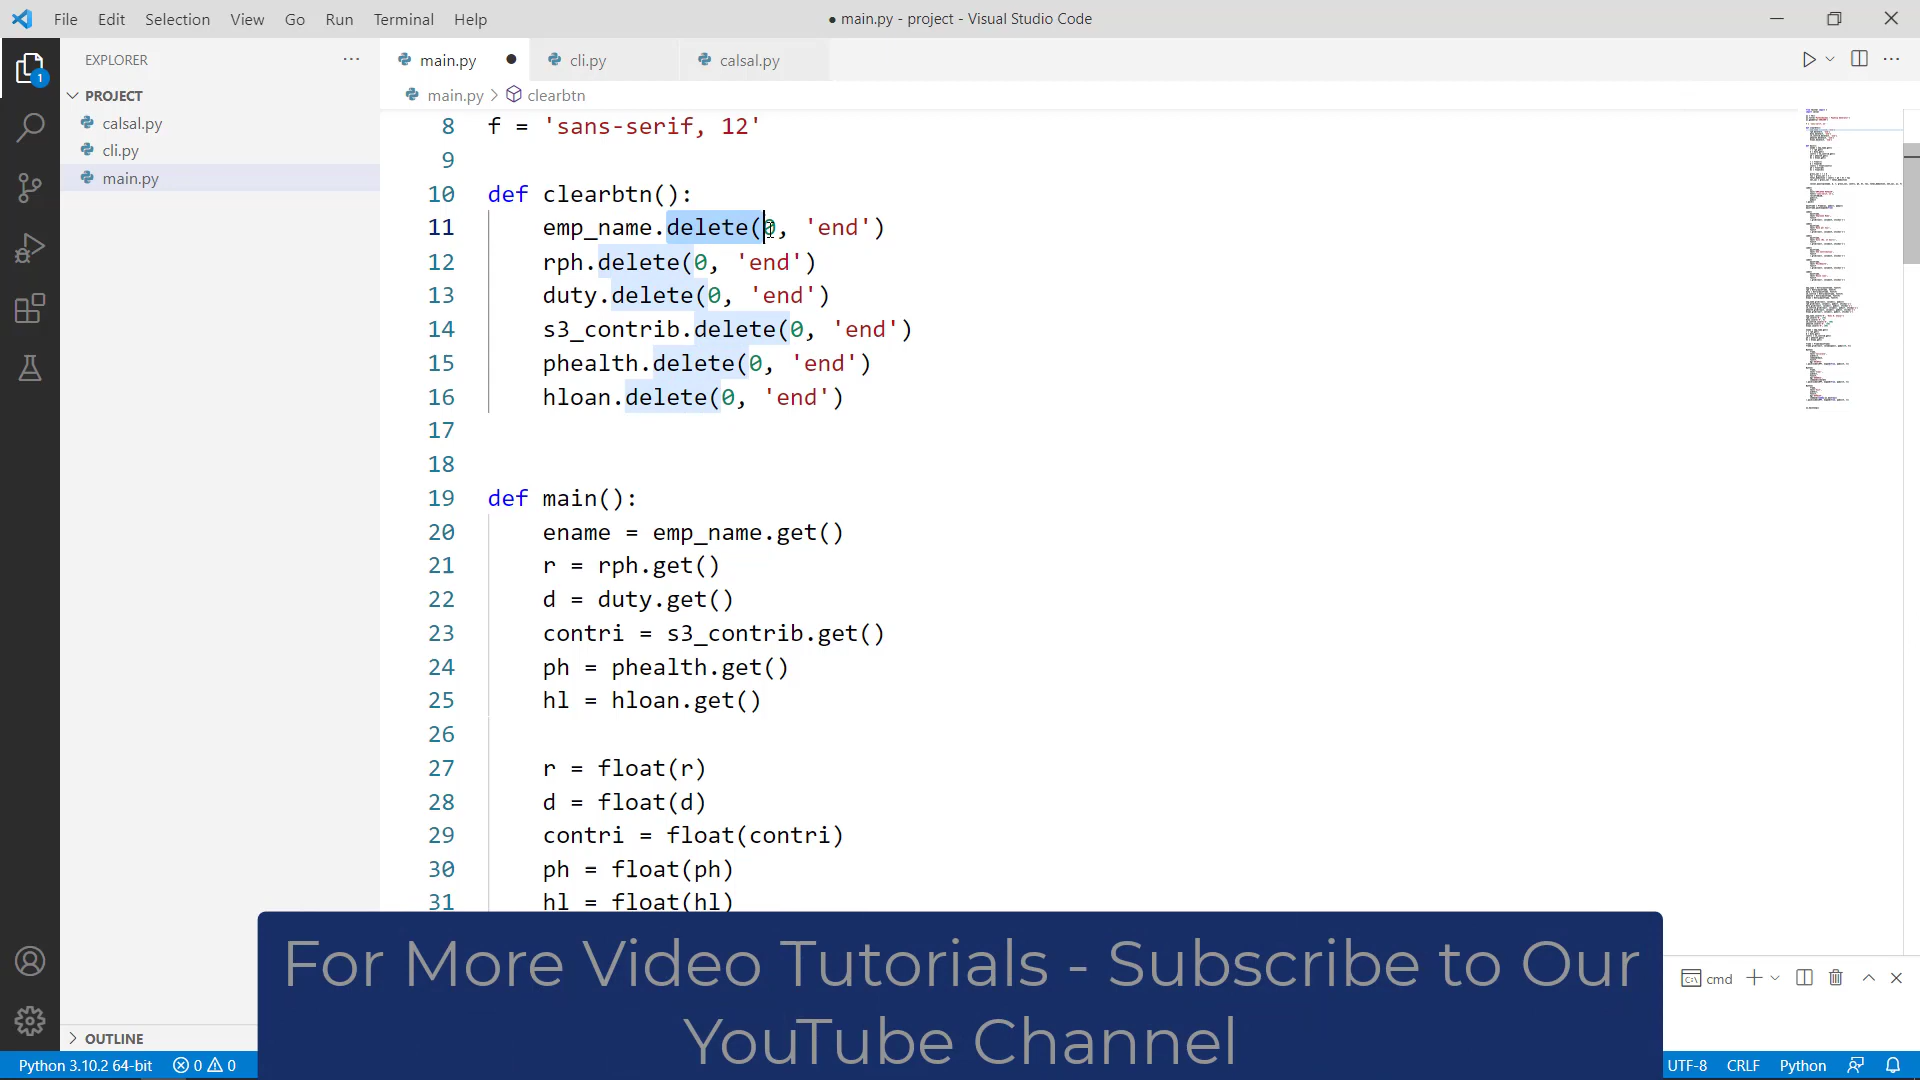 File Edit Selection View Go Run Terminal Help
● main.py - project - Visual Studio Code
EXPLORER
PROJECT
calsal.py
cli.py
main.py
OUTLINE
1
main.py
cli.py
calsal.py
main.py > clearbtn
8 f = 'sans-serif, 12'
9
10 def clearbtn():
11 emp_name.delete(0, 'end')
12 rph.delete(0, 'end')
13 duty.delete(0, 'end')
14 s3_contrib.delete(0, 'end')
15 phealth.delete(0, 'end')
16 hloan.delete(0, 'end')
17
18
19 def main():
20 ename = emp_name.get()
21 r = rph.get()
22 d = duty.get()
23 contri = s3_contrib.get()
24 ph = phealth.get()
25 hl = hloan.get()
26
27 r = float(r)
28 d = float(d)
29 contri = float(contri)
30 ph = float(ph)
31 hl = float(hl)
For More Video Tutorials - Subscribe to Our
YouTube Channel
cmd
Python 3.10.2 64-bit 0 0
UTF-8 CRLF Python